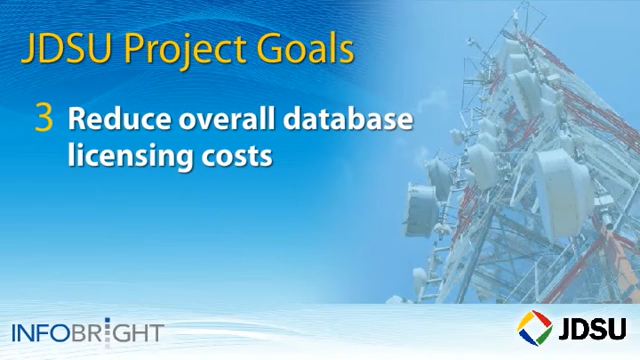 JDSU Project Goals
3 Reduce overall database
licensing costs
INFOBRIGHT
JDSU